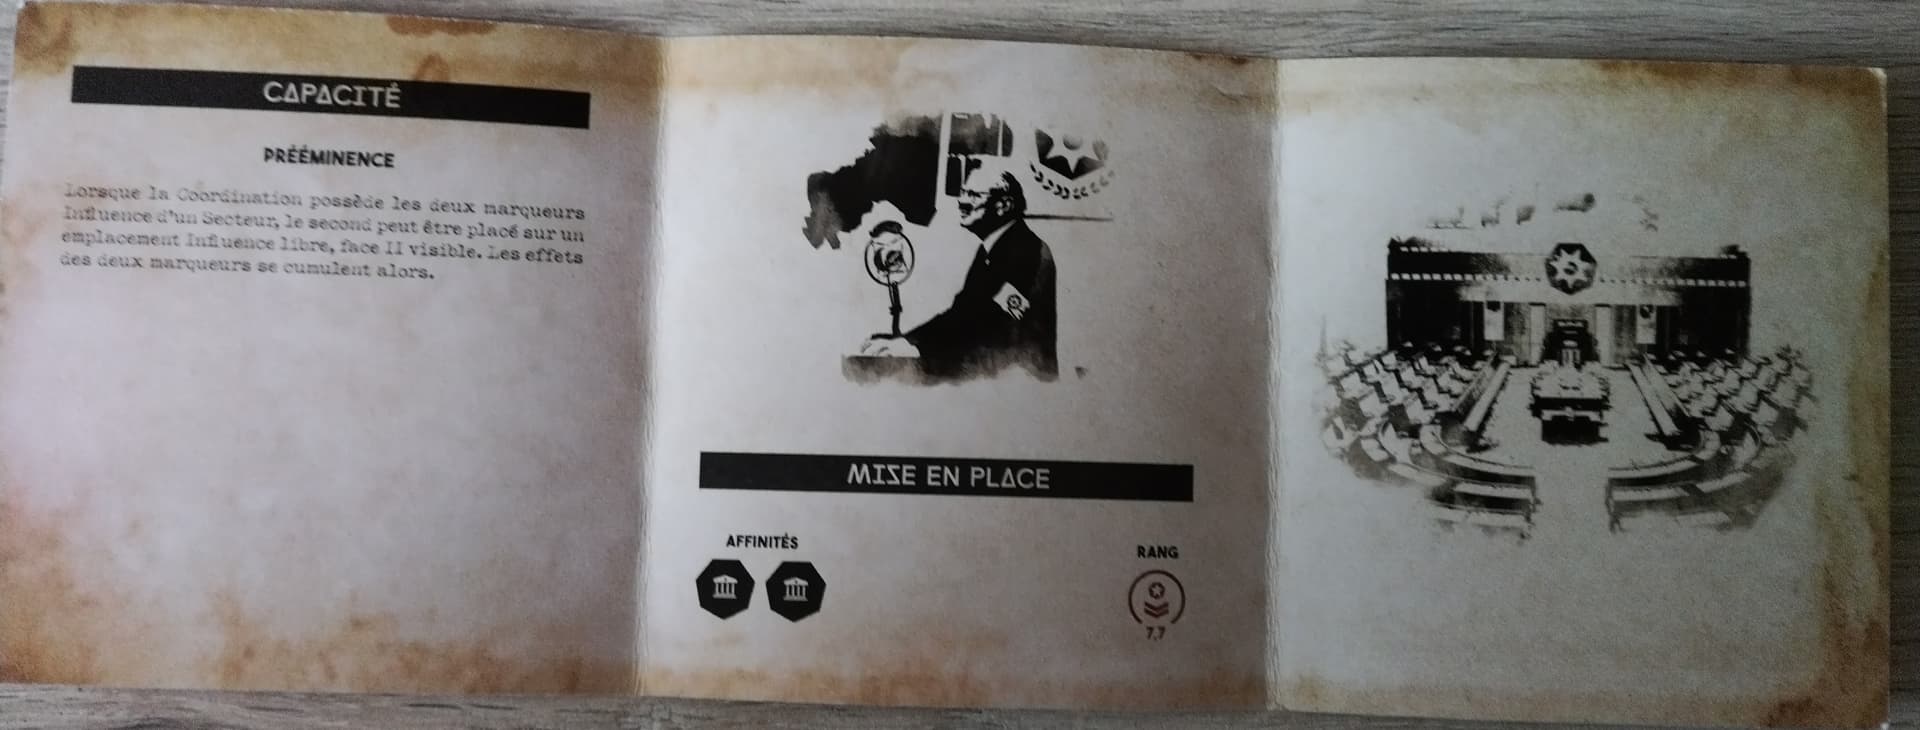 CAPACITÉ
PRÉÉMINENCE
Lorsque la Coordination possède les deux marqueurs
Influence d'un Secteur, le second peut être placé sur un
emplacement Influence libre, face II visible. Les effets
des deux marqueurs se cumulent alors.
MISE EN PLACE
AFFINITÉS
RANG
7.7